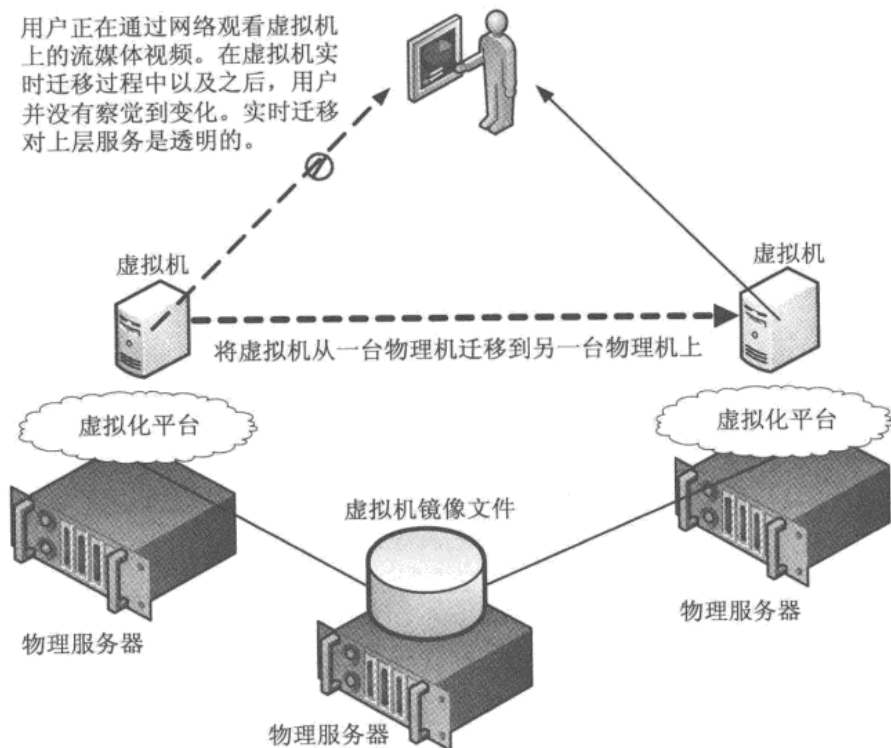 用户正在通过网络观看虚拟机
上的流媒体视频。在虚拟机实
时迁移过程中以及之后，用户
并没有察觉到变化。实时迁移
对上层服务是透明的。
虚拟机
虚拟机
将虚拟机从一台物理机迁移到另一台物理机上
虚拟化平台
虚拟化平台
虚拟机镜像文件
物理服务器
物理服务器
物理服务器